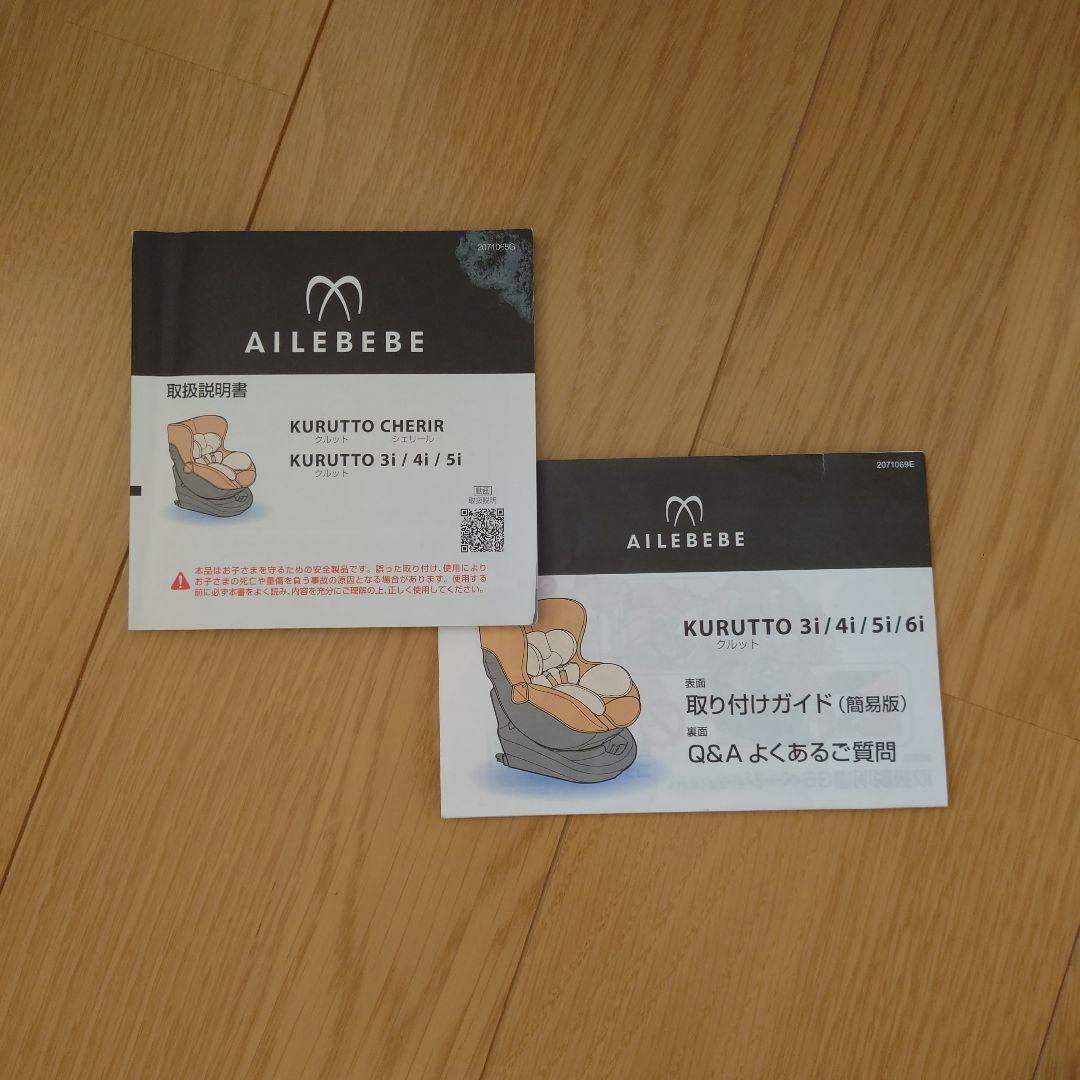 2071065G
AILEBEBE
取扱説明書
KURUTTO CHERIR
クルット シェリール
KURUTTO 3i / 4i / 5i
クルット
動画
取扱説明
本品はお子さまを守るための安全製品です。誤った取り付け、使用により
お子さまの死亡や重傷を負う事故の原因となる場合があります。使用する
前に必ず本書をよく読み、内容を充分にご理解の上、正しく使用してください。
2071069E
AILEBEBE
KURUTTO 3i / 4i / 5i / 6i
クルット
表面
取り付けガイド（簡易版）
裏面
Q&A よくあるご質問